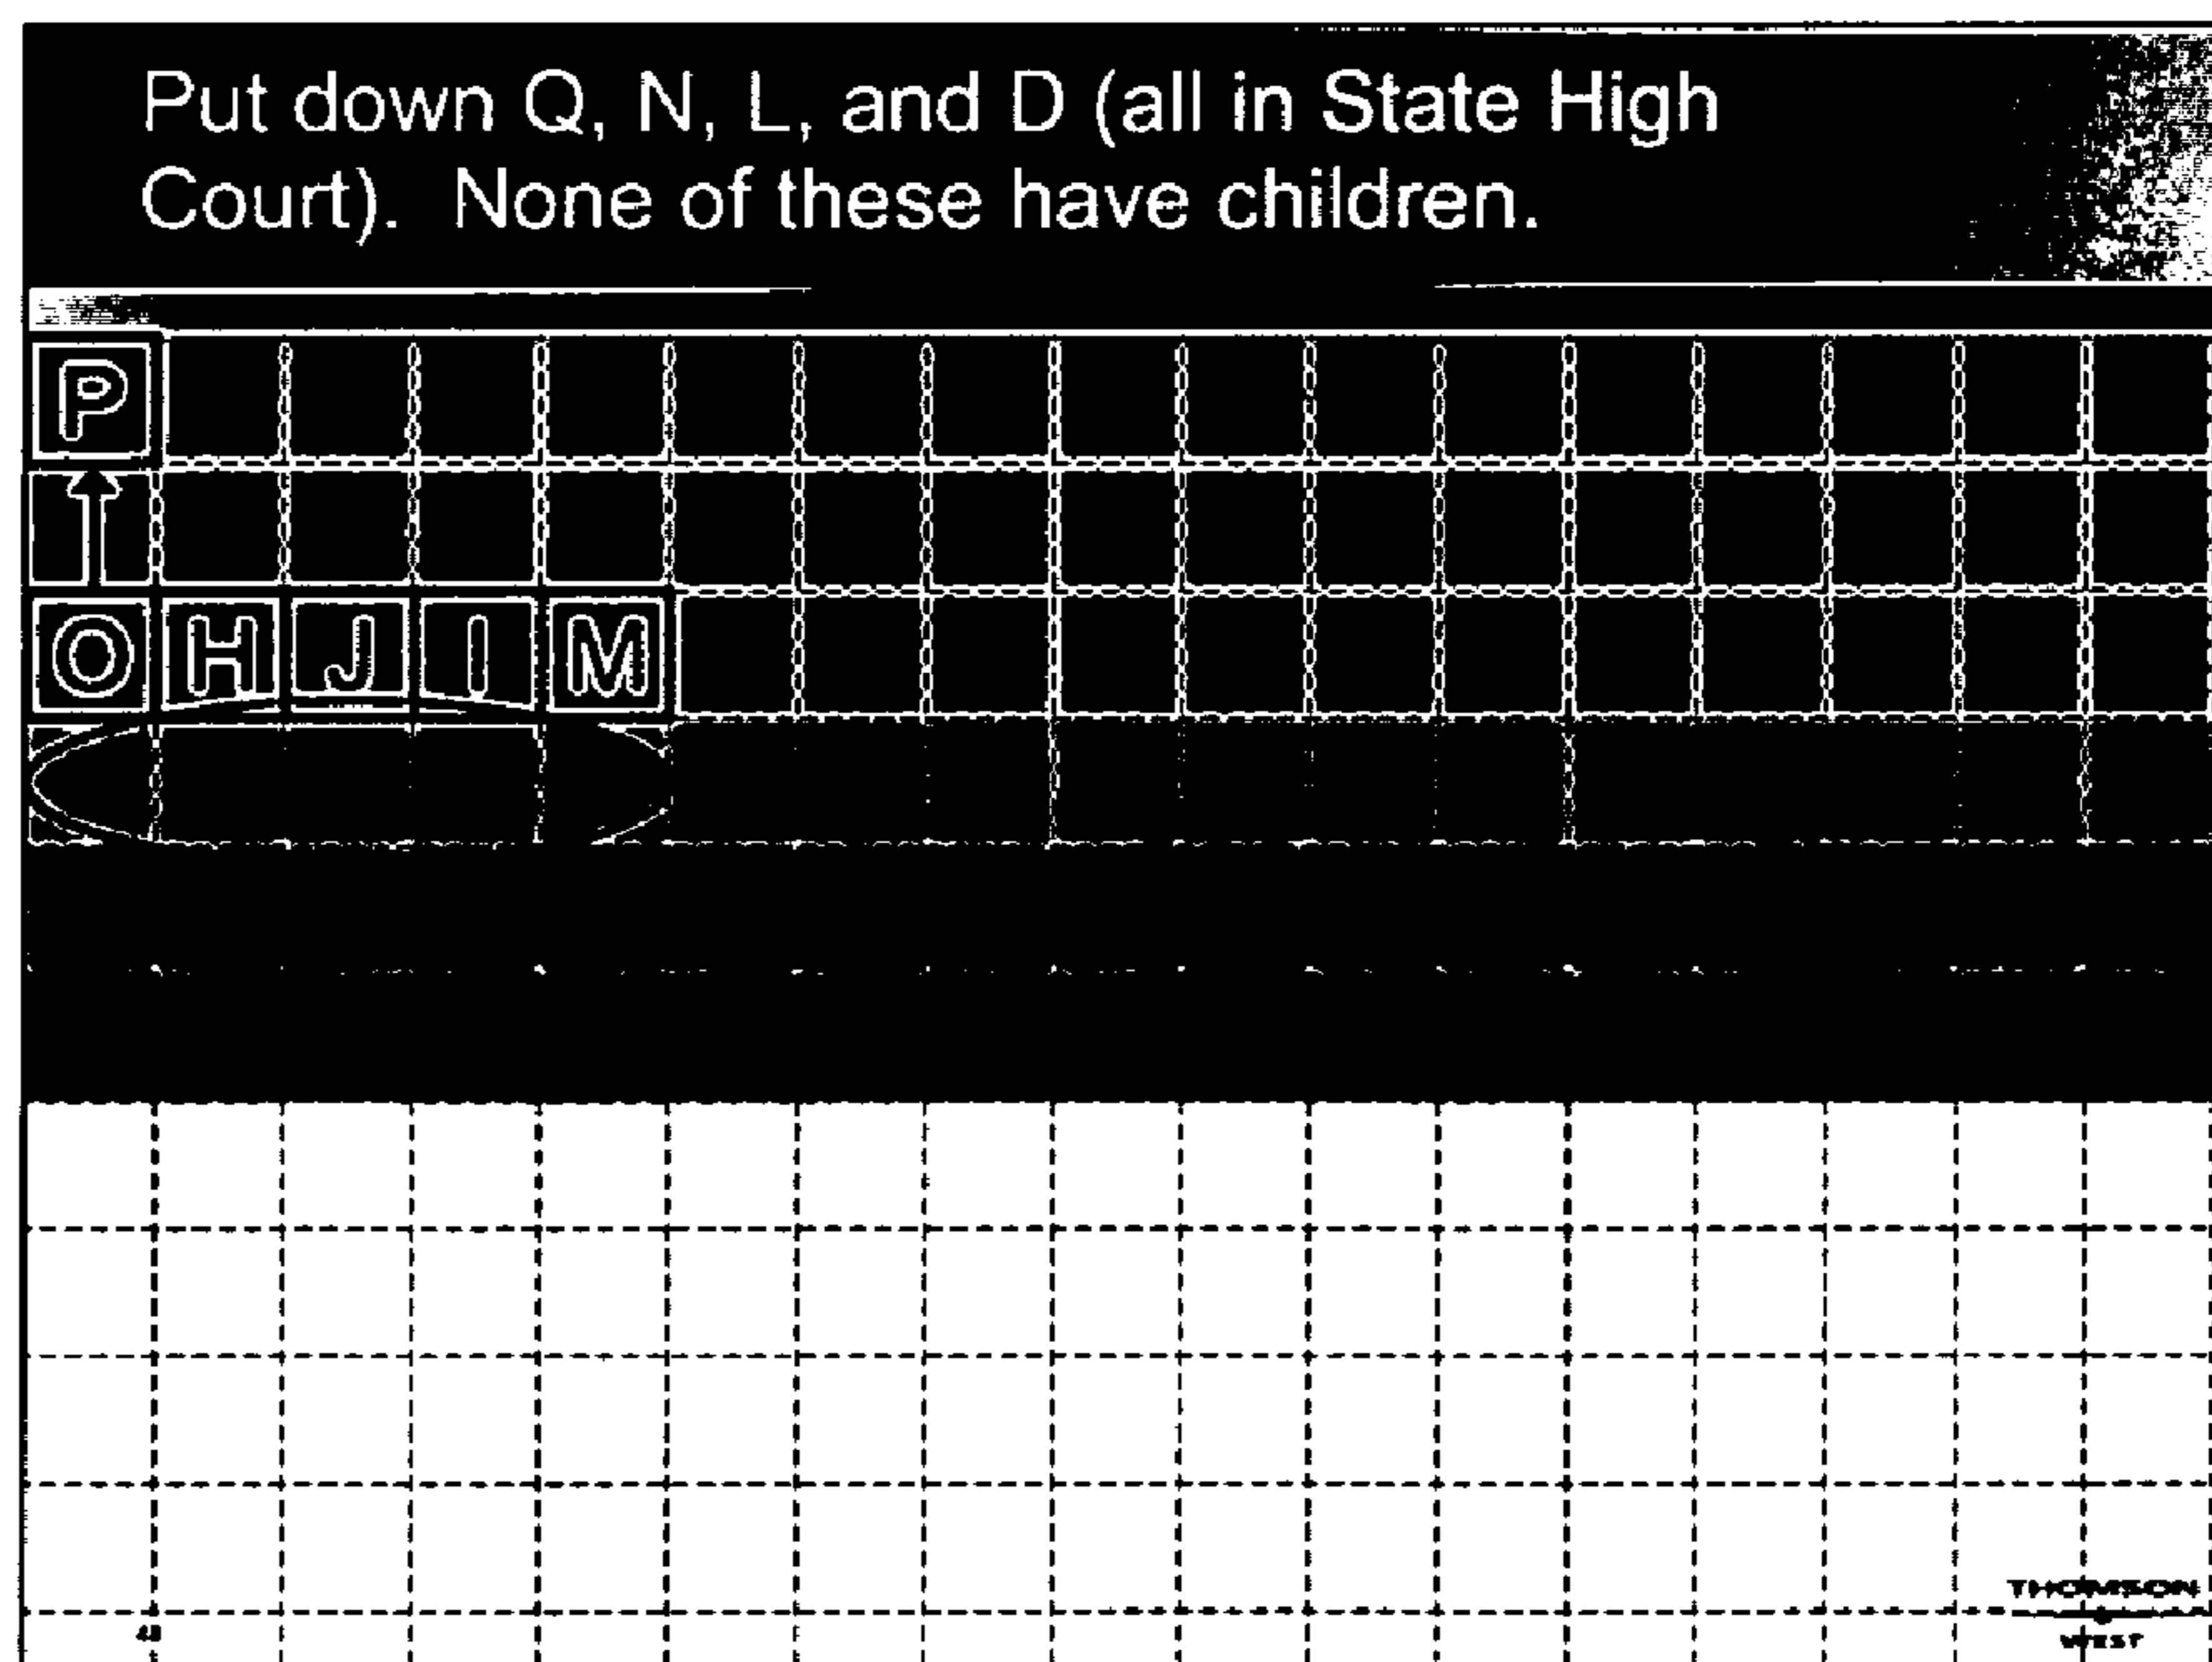 Put down Q, N, L, and D (all in State High
Court).  None of these have children.
P
O H J I M
THOMSON
WEST